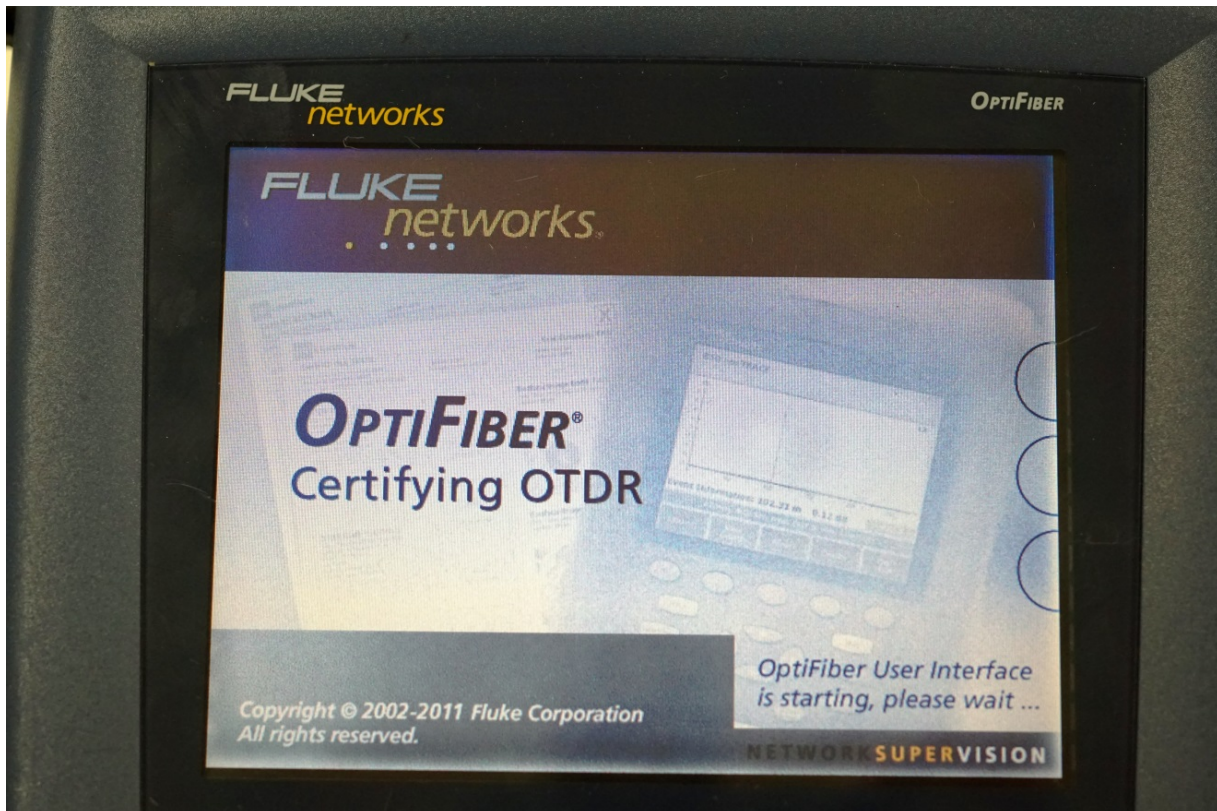 FLUKE
networks
OPTIFIBER
FLUKE
networks®
OPTIFIBER®
Certifying OTDR
OptiFiber User Interface
is starting, please wait ...
Copyright © 2002-2011 Fluke Corporation
All rights reserved.
NETWORKSUPERVISION